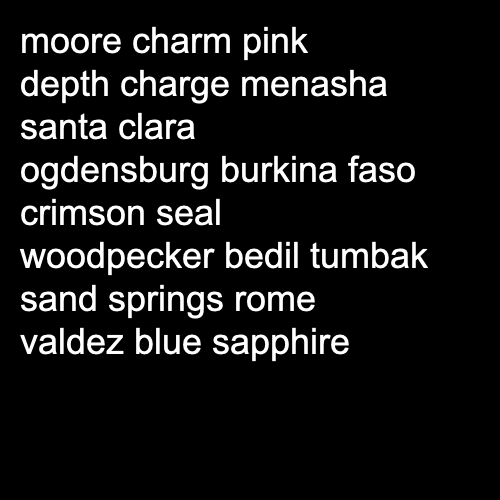 moore charm pink
depth charge menasha
santa clara
ogdensburg burkina faso
crimson seal
woodpecker bedil tumbak
sand springs rome
valdez blue sapphire